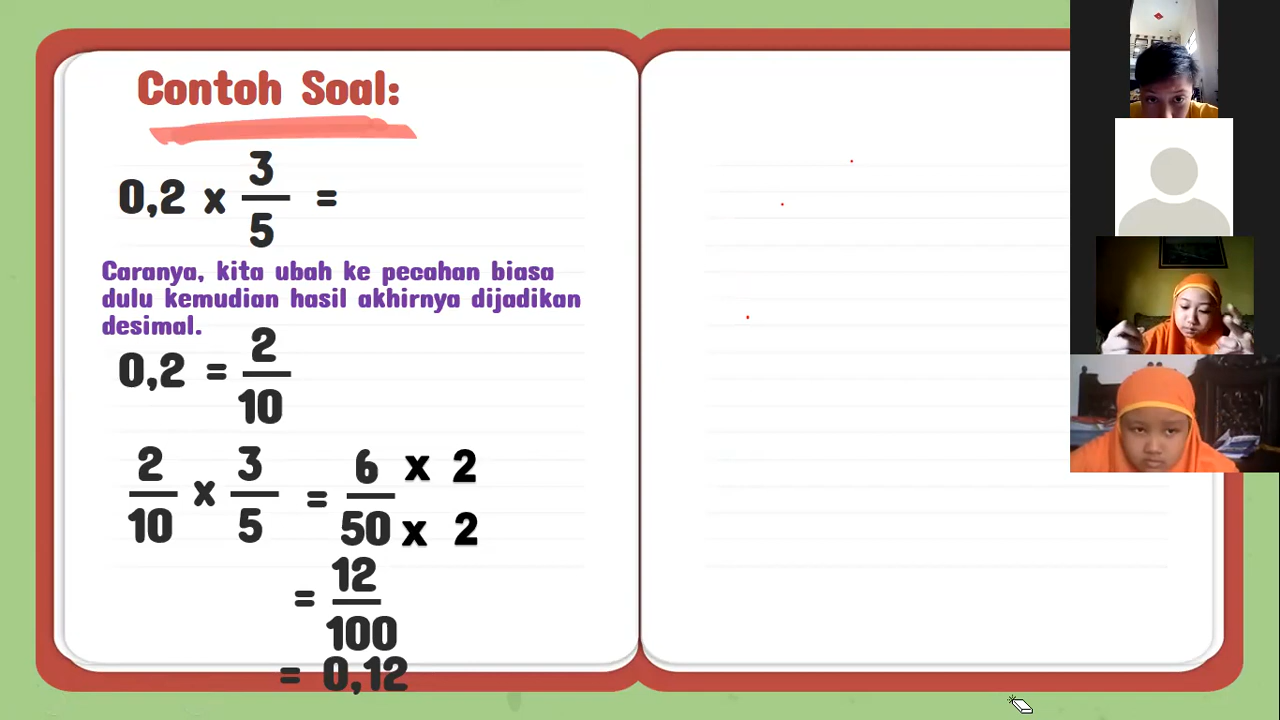 Contoh Soal:
0,2 x 3/5 =
Caranya, kita ubah ke pecahan biasa
dulu kemudian hasil akhirnya dijadikan
desimal.
0,2 = 2/10
2/10 x 3/5 = 6/50 x 2 x 2
= 12/100
= 0,12